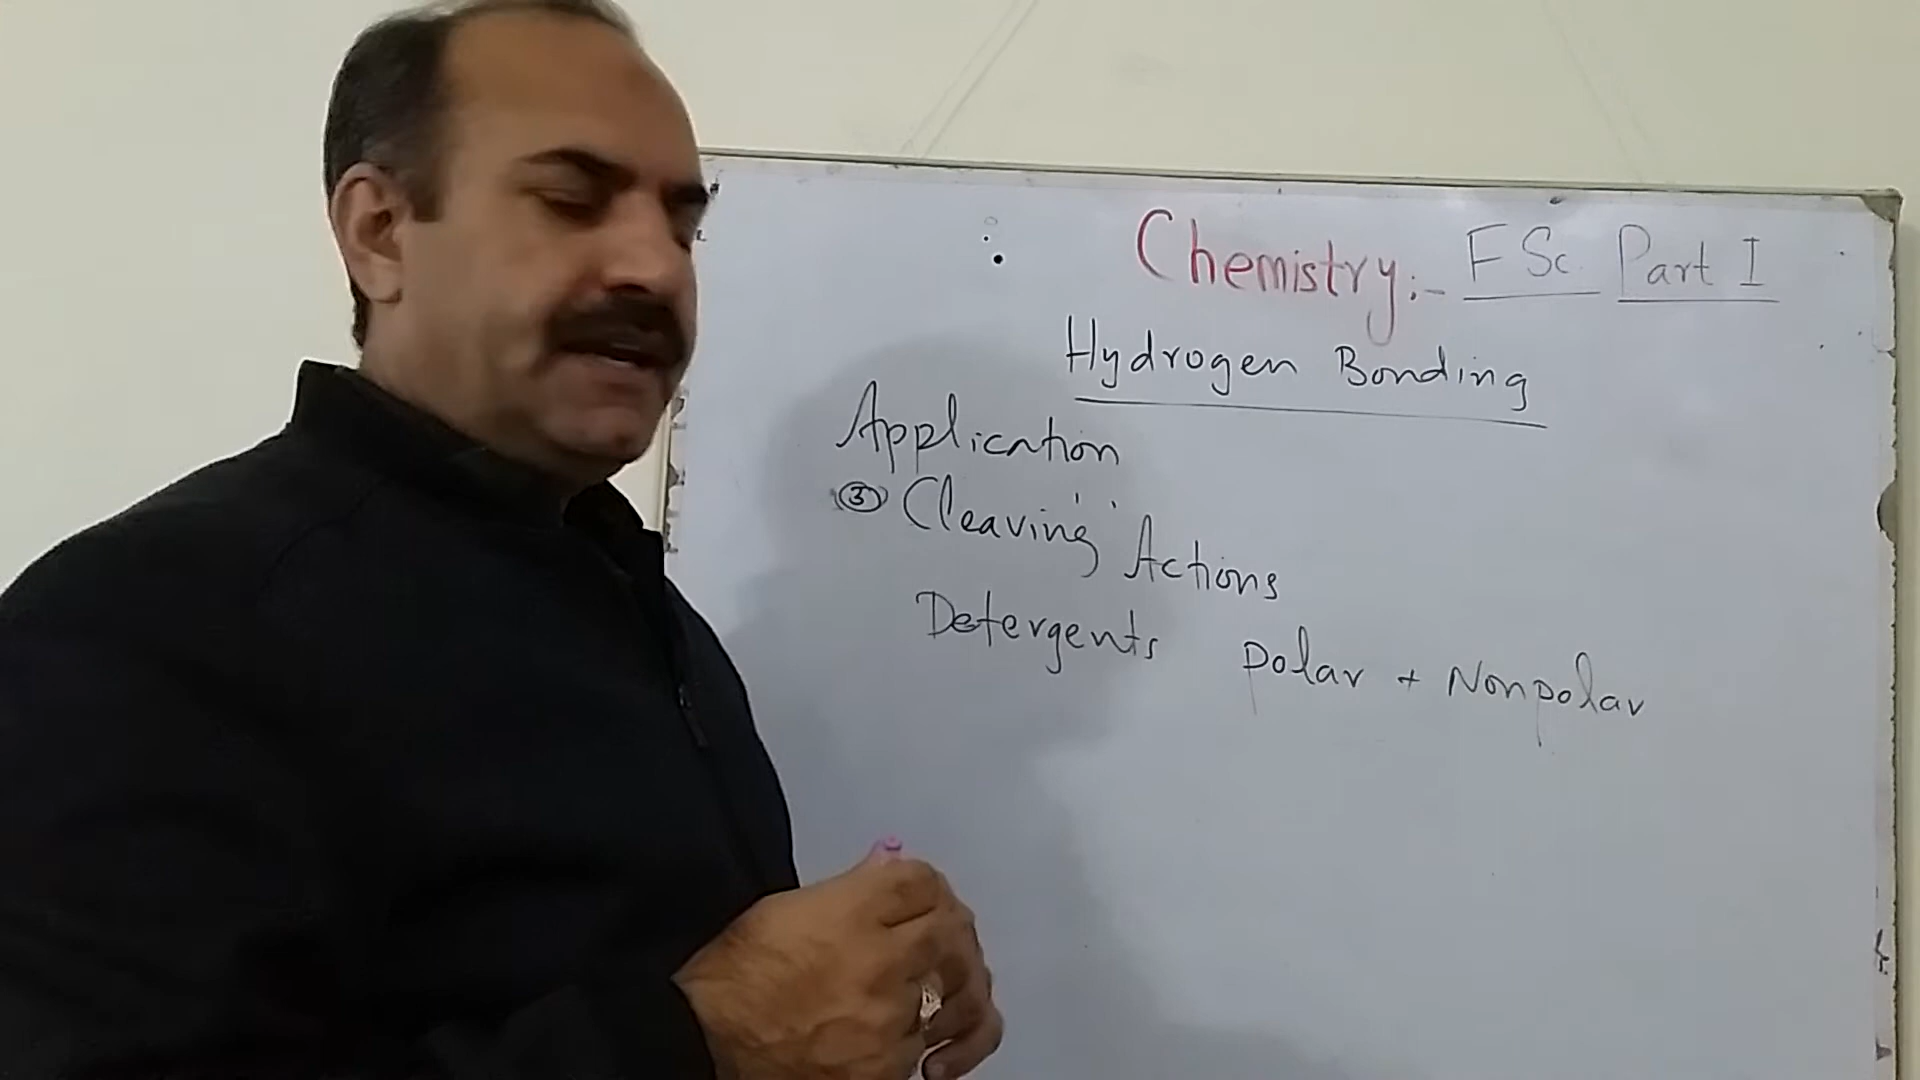 Chemistry:- FSc. Part I
Hydrogen Bonding
Application
③ Cleaving Actions
Detergents polar + Nonpolar